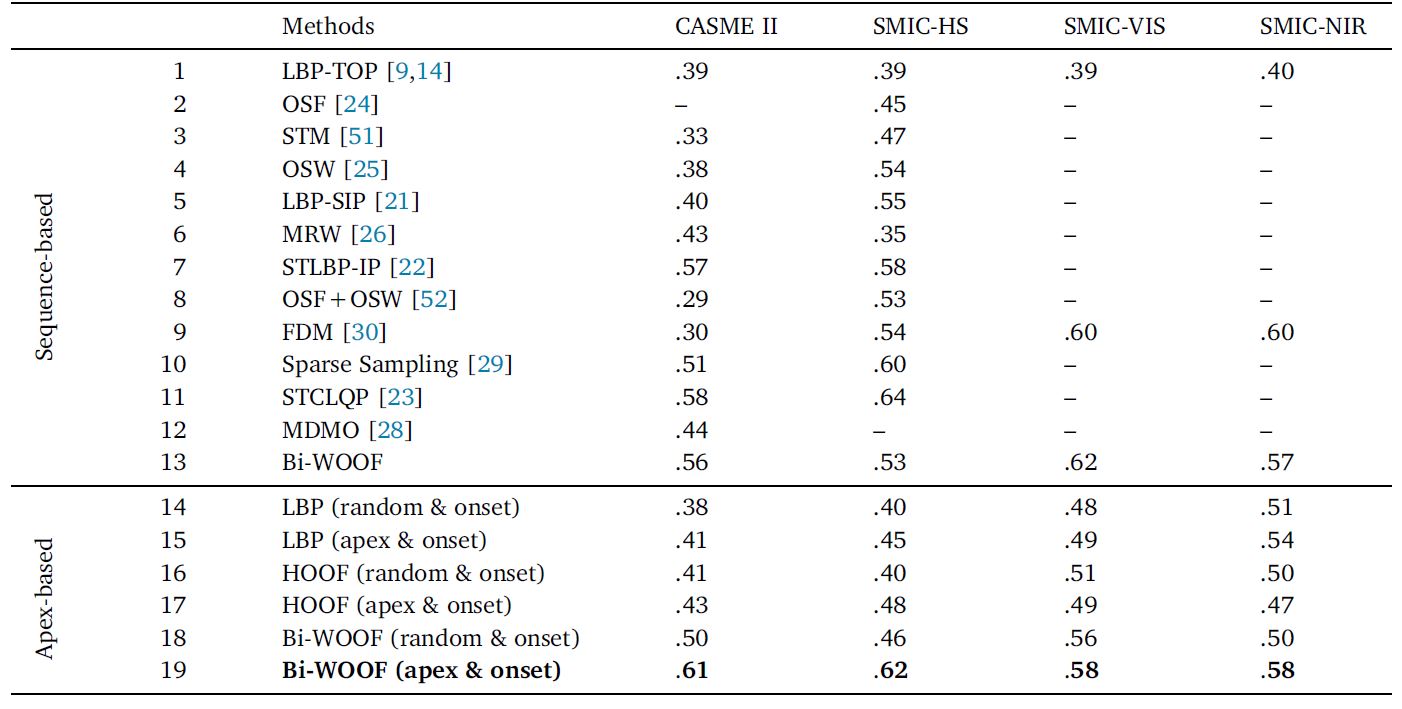 Methods CASME II SMIC-HS SMIC-VIS SMIC-NIR
Sequence-based
1 LBP-TOP [9,14] .39 .39 .39 .40
2 OSF [24] – .45 – –
3 STM [51] .33 .47 – –
4 OSW [25] .38 .54 – –
5 LBP-SIP [21] .40 .55 – –
6 MRW [26] .43 .35 – –
7 STLBP-IP [22] .57 .58 – –
8 OSF+OSW [52] .29 .53 – –
9 FDM [30] .30 .54 .60 .60
10 Sparse Sampling [29] .51 .60 – –
11 STCLQP [23] .58 .64 – –
12 MDMO [28] .44 – – –
13 Bi-WOOF .56 .53 .62 .57
Apex-based
14 LBP (random & onset) .38 .40 .48 .51
15 LBP (apex & onset) .41 .45 .49 .54
16 HOOF (random & onset) .41 .40 .51 .50
17 HOOF (apex & onset) .43 .48 .49 .47
18 Bi-WOOF (random & onset) .50 .46 .56 .50
19 Bi-WOOF (apex & onset) .61 .62 .58 .58